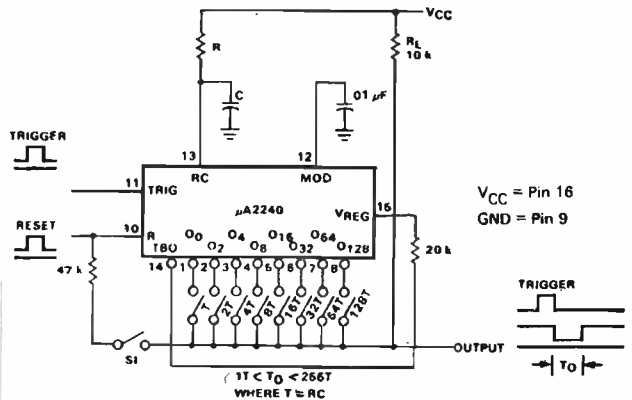 VCC
R
RL
10 k
C
01 µF
TRIGGER
13
12
RC
MOD
11
TRIG
µA2240
VREG
16
VCC = Pin 16
GND = Pin 9
RESET
10
R
O0
O4
O16
O64
TBO
O2
O8
O32
O128
20 k
47 k
14
1
2
3
4
5
6
7
8
T
2T
4T
8T
16T
32T
64T
128T
TRIGGER
S1
OUTPUT
TO
1T < TO < 256T
WHERE T = RC